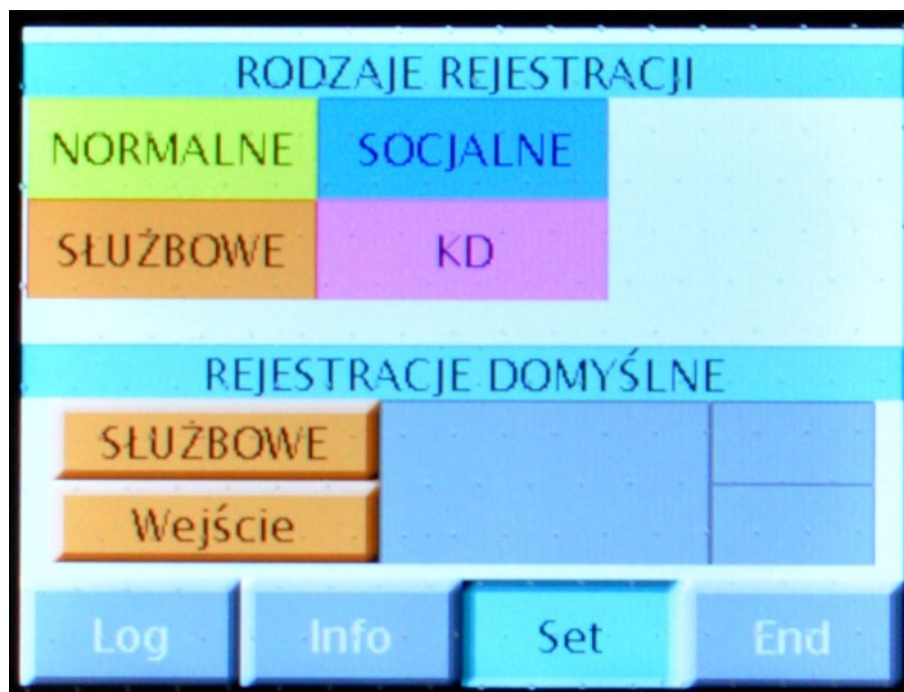 RODZAJE REJESTRACJI
NORMALNE SOCJALNE
SŁUŻBOWE KD
REJESTRACJE DOMYŚLNE
SŁUŻBOWE
Wejście
Log Info Set End